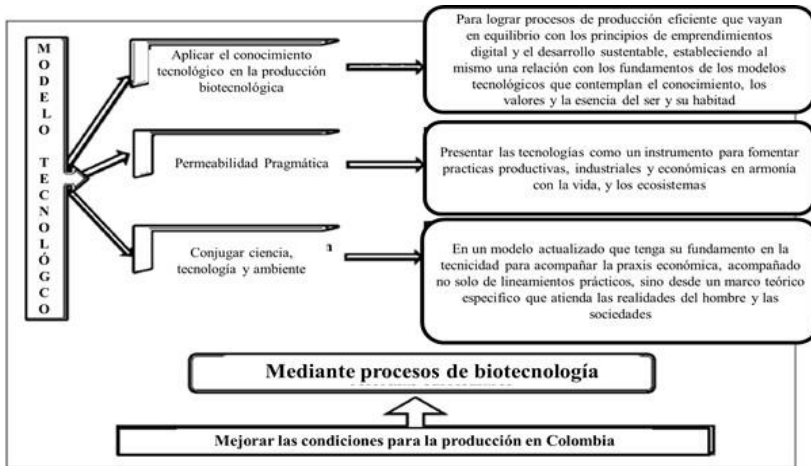 MODELO TECNOLÓGCO
Aplicar el conocimiento
tecnológico en la producción
biotecnológica
Para lograr procesos de producción eficiente que vayan
en equilibrio con los principios de emprendimientos
digital y el desarrollo sustentable, estableciendo al
mismo una relación con los fundamentos de los modelos
tecnológicos que contemplan el conocimiento, los
valores y la esencia del ser y su habitad
Permeabilidad Pragmática
Presentar las tecnologías como un instrumento para fomentar
practicas productivas, industriales y económicas en armonía
con la vida, y los ecosistemas
Conjugar ciencia,
tecnología y ambiente
En un modelo actualizado que tenga su fundamento en la
tecnicidad para acompañar la praxis económica, acompañado
no solo de lineamientos prácticos, sino desde un marco teórico
especifico que atienda las realidades del hombre y las
sociedades
Mediante procesos de biotecnología
Mejorar las condiciones para la producción en Colombia